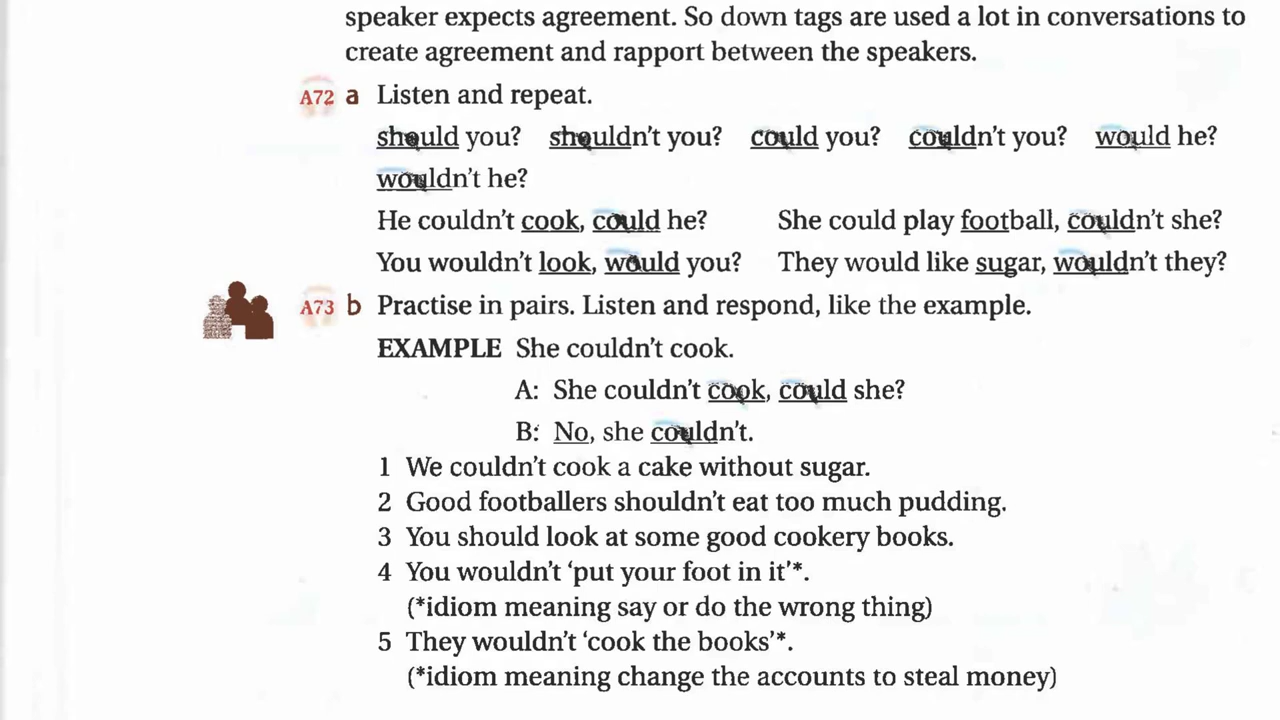 speaker expects agreement. So down tags are used a lot in conversations to
create agreement and rapport between the speakers.
A72 a Listen and repeat.
should you? shouldn't you? could you? couldn't you? would he?
wouldn't he?
He couldn't cook, could he? She could play football, couldn't she?
You wouldn't look, would you? They would like sugar, wouldn't they?
A73 b Practise in pairs. Listen and respond, like the example.
EXAMPLE She couldn't cook.
A: She couldn't cook, could she?
B: No, she couldn't.
1 We couldn't cook a cake without sugar.
2 Good footballers shouldn't eat too much pudding.
3 You should look at some good cookery books.
4 You wouldn't 'put your foot in it'*.
(*idiom meaning say or do the wrong thing)
5 They wouldn't 'cook the books'*.
(*idiom meaning change the accounts to steal money)